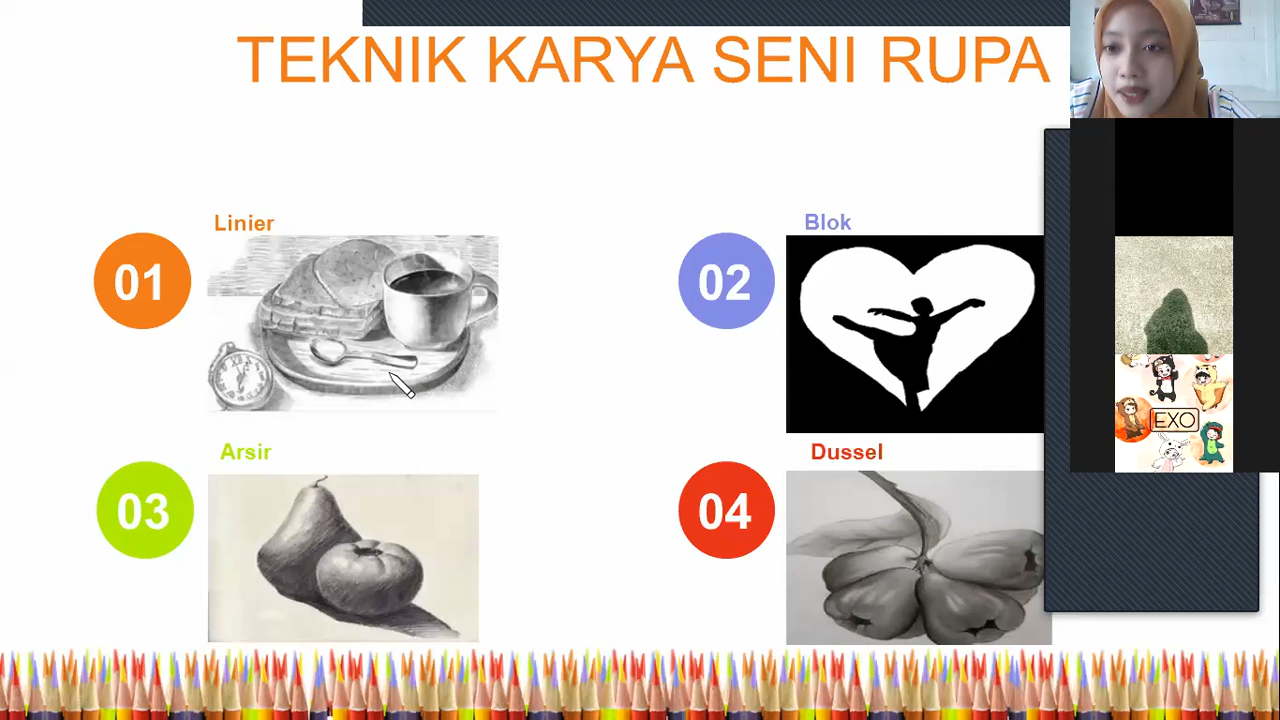 TEKNIK KARYA SENI RUPA
Linier
01
Blok
02
Arsir
03
Dussel
04
EXO